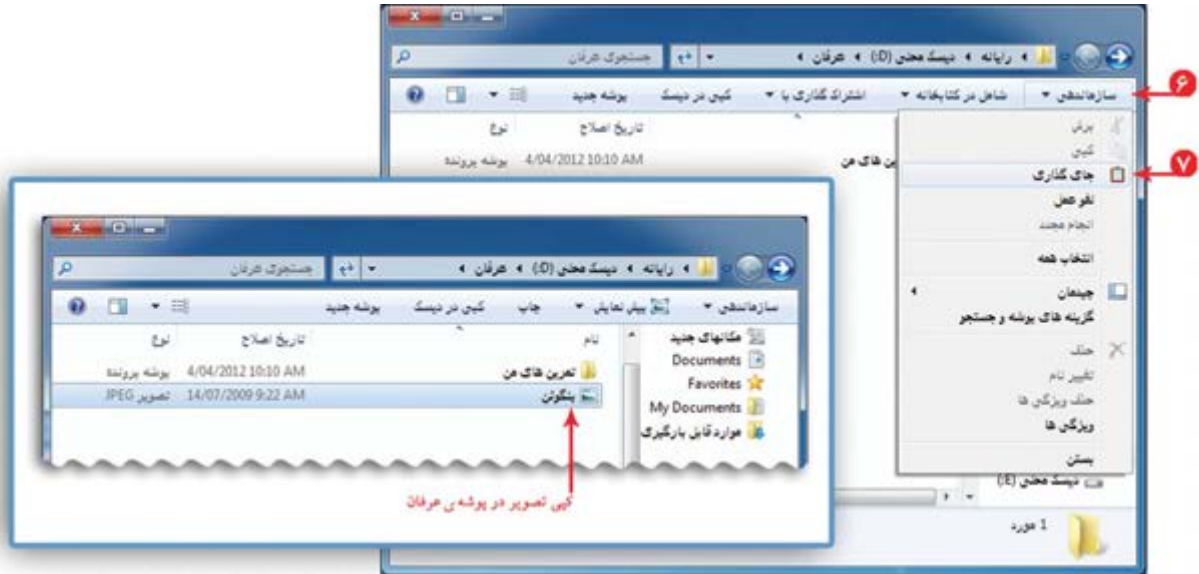 رایانه ◂ دیسک محلی (D:) ◂ عرفان ◂
جستجوی عرفان
۶
سازماندهی ▾ شامل در کتابخانه ▾ اشتراک گذاری با ▾ کپی در دیسک پوشه جدید
تاریخ اصلاح نوع
ین های من 4/04/2012 10:10 AM پوشه پرونده
برش
کپی
۷
جای گذاری
لغو عمل
انجام مجدد
انتخاب همه
چیدمان
گزینه های پوشه و جستجو
حذف
تغییر نام
حذف ویژگی ها
ویژگی ها
بستن
دیسک محلی (E:)
1 مورد
رایانه ◂ دیسک محلی (D:) ◂ عرفان ◂
جستجوی عرفان
سازماندهی ▾ پیش نمایش ▾ چاپ کپی در دیسک پوشه جدید
مکانهای جدید
Documents
Favorites
My Documents
موارد قابل بارگیری
نام تاریخ اصلاح نوع
تمرین های من 4/04/2012 10:10 AM پوشه پرونده
پنگوئن 14/07/2009 9:22 AM تصویر JPEG
کپی تصویر در پوشه ی عرفان